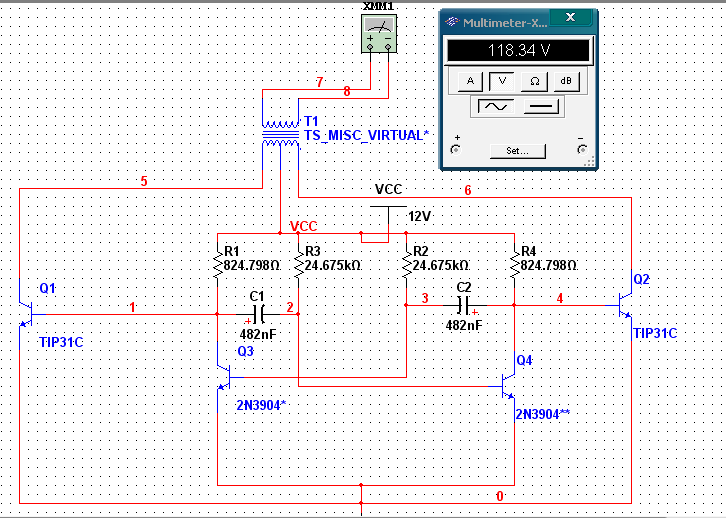 XMM1
Multimeter-X...
X
118.34 V
A
V
Ω
dB
+
Set...
-
+ -
7
8
T1
TS_MISC_VIRTUAL*
5
6
VCC
12V
VCC
R1
824.798Ω
R3
24.675kΩ
R2
24.675kΩ
R4
824.798Ω
Q1
TIP31C
1
C1
+
482nF
2
3
C2
+
482nF
4
Q2
TIP31C
Q3
2N3904*
Q4
2N3904**
0